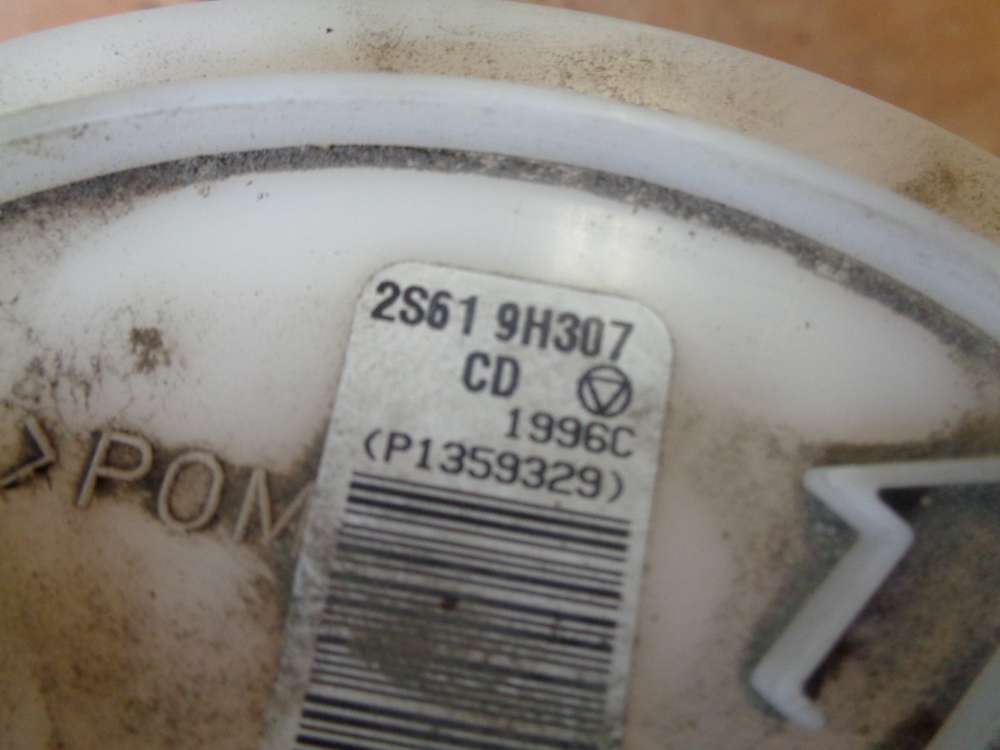 2S61 9H307
CD
1996C
(P1359329)
>POM